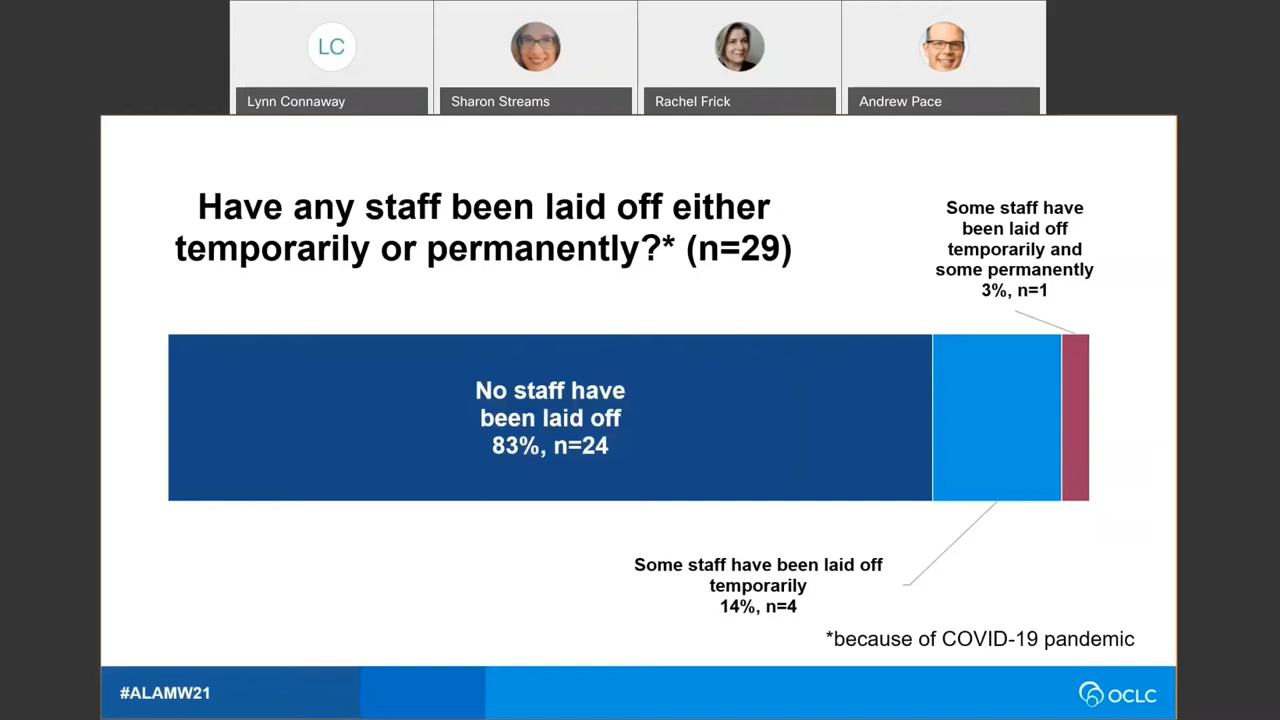 LC
Lynn Connaway
Sharon Streams
Rachel Frick
Andrew Pace
Have any staff been laid off either
temporarily or permanently?* (n=29)
Some staff have
been laid off
temporarily and
some permanently
3%, n=1
No staff have
been laid off
83%, n=24
Some staff have been laid off
temporarily
14%, n=4
*because of COVID-19 pandemic
#ALAMW21
OCLC